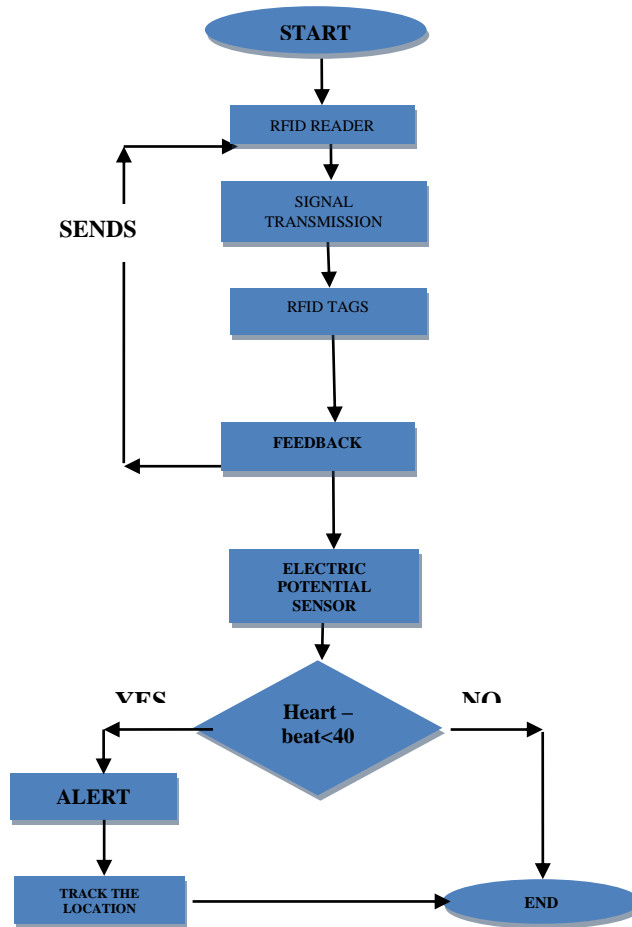 START
RFID READER
SIGNAL
TRANSMISSION
SENDS
RFID TAGS
FEEDBACK
ELECTRIC
POTENTIAL
SENSOR
YES
NO
Heart –
beat<40
ALERT
TRACK THE
LOCATION
END